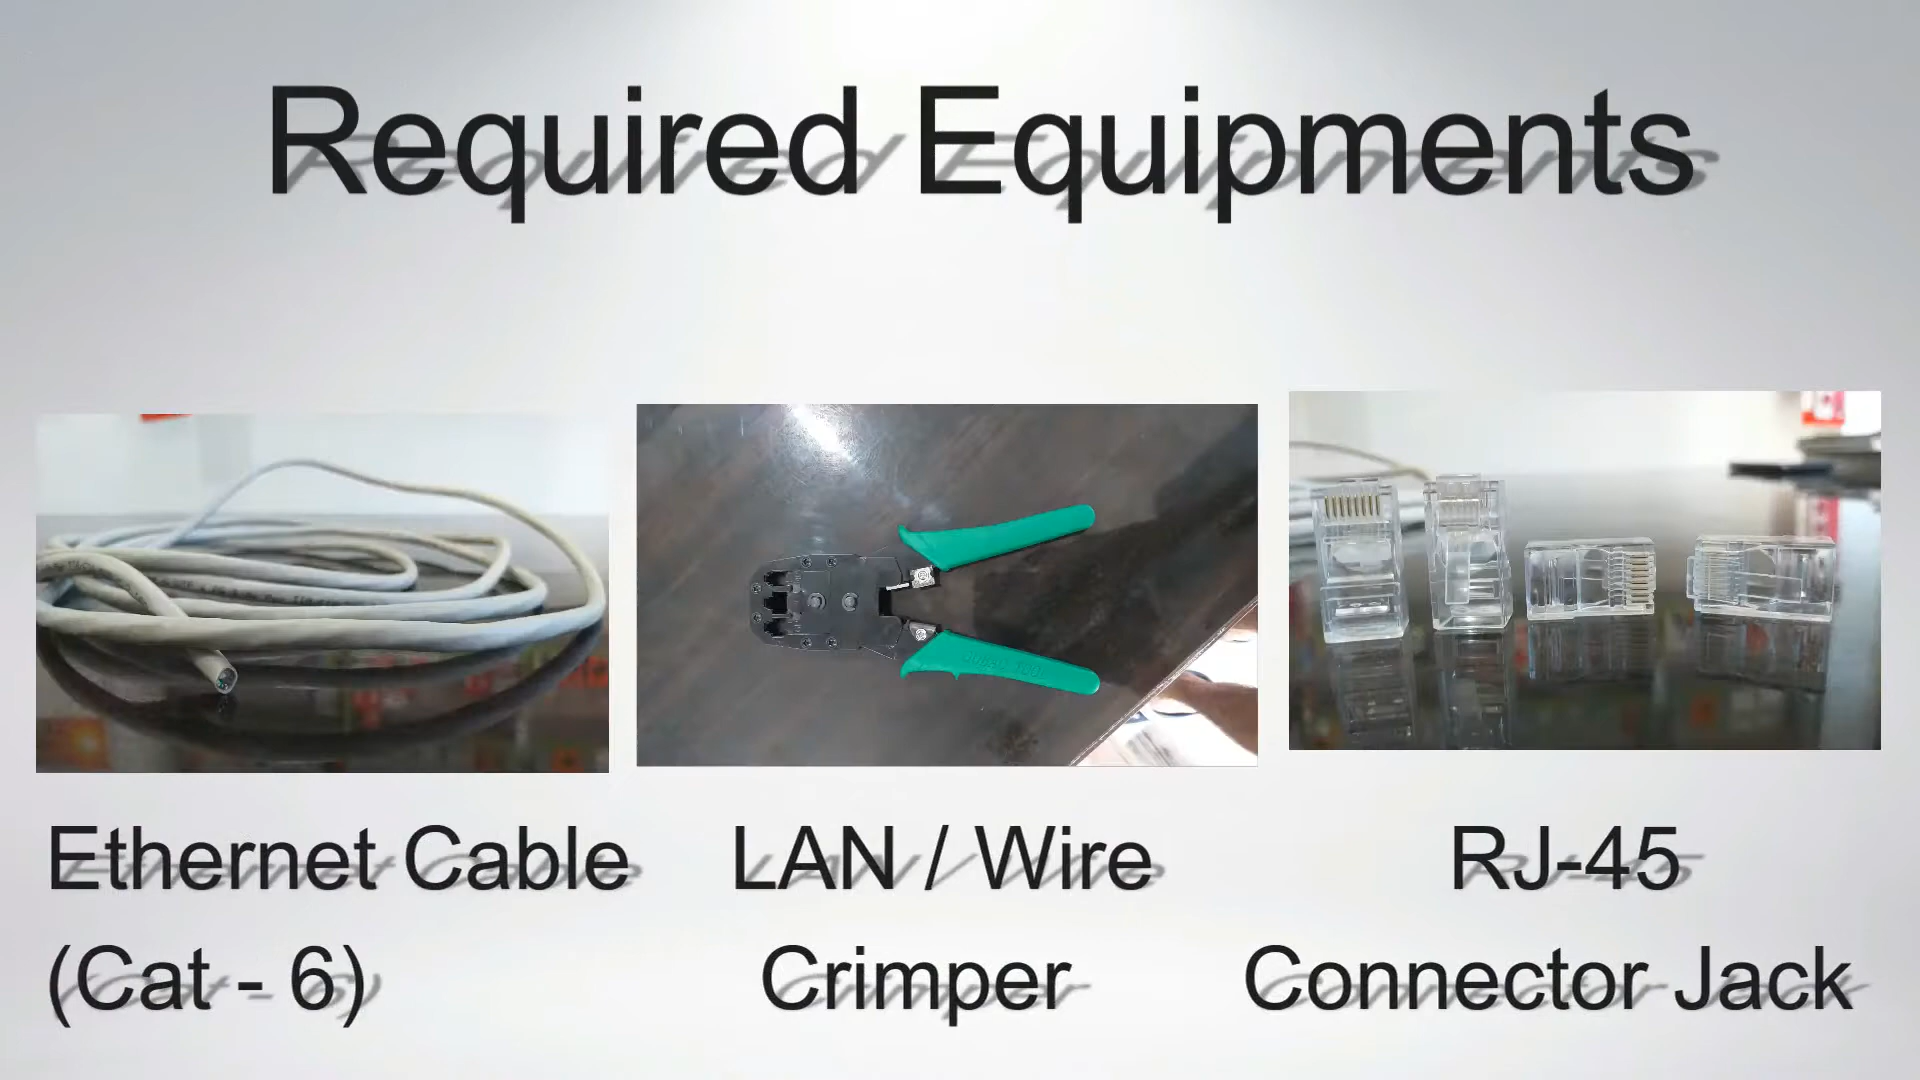 Required Equipments
Ethernet Cable
(Cat - 6)
LAN / Wire
Crimper
RJ-45
Connector Jack